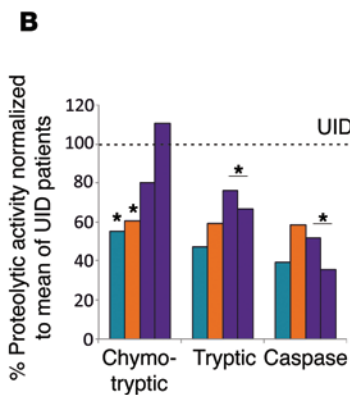 B
% Proteolytic activity normalized
to mean of UID patients
120
100
80
60
40
20
0
UID
* *
*
*
Chymo-
tryptic
Tryptic
Caspase